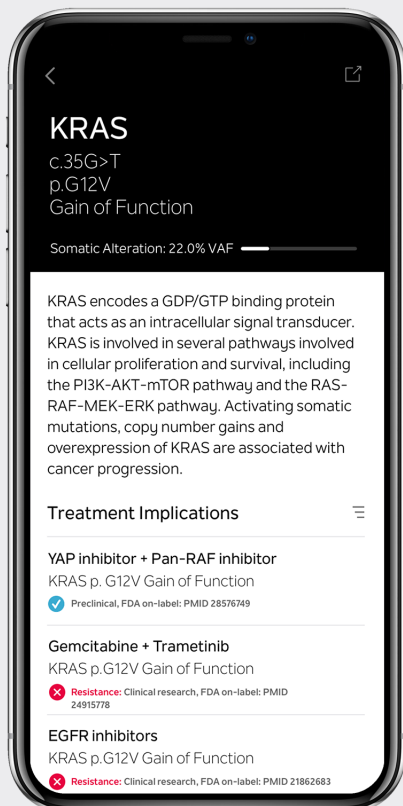 KRAS
c.35G>T
p.G12V
Gain of Function
Somatic Alteration: 22.0% VAF
KRAS encodes a GDP/GTP binding protein
that acts as an intracellular signal transducer.
KRAS is involved in several pathways involved
in cellular proliferation and survival, including
the PI3K-AKT-mTOR pathway and the RAS-
RAF-MEK-ERK pathway. Activating somatic
mutations, copy number gains and
overexpression of KRAS are associated with
cancer progression.
Treatment Implications
YAP inhibitor + Pan-RAF inhibitor
KRAS p. G12V Gain of Function
Preclinical, FDA on-label: PMID 28576749
Gemcitabine + Trametinib
KRAS p.G12V Gain of Function
Resistance: Clinical research, FDA on-label: PMID
24915778
EGFR inhibitors
KRAS p.G12V Gain of Function
Resistance: Clinical research, FDA on-label: PMID 21862683